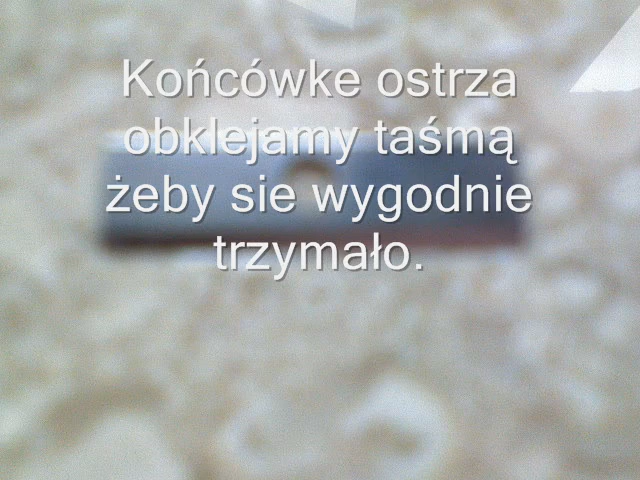 Końcówke ostrza
obklejamy taśmą
żeby sie wygodnie
trzymało.